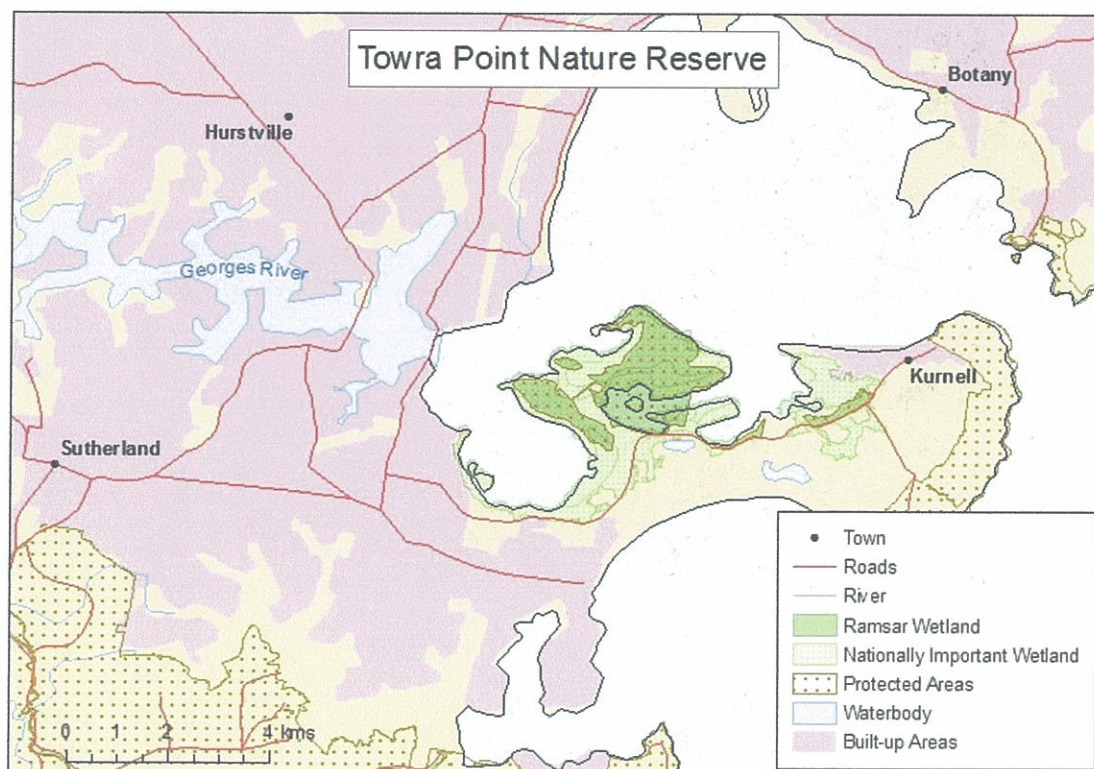 Towra Point Nature Reserve
Botany
Hurstville
Georges River
Kurnell
Sutherland
Town
Roads
River
Ramsar Wetland
Nationally Important Wetland
Protected Areas
Waterbody
Built-up Areas
0 1 2 4 kms